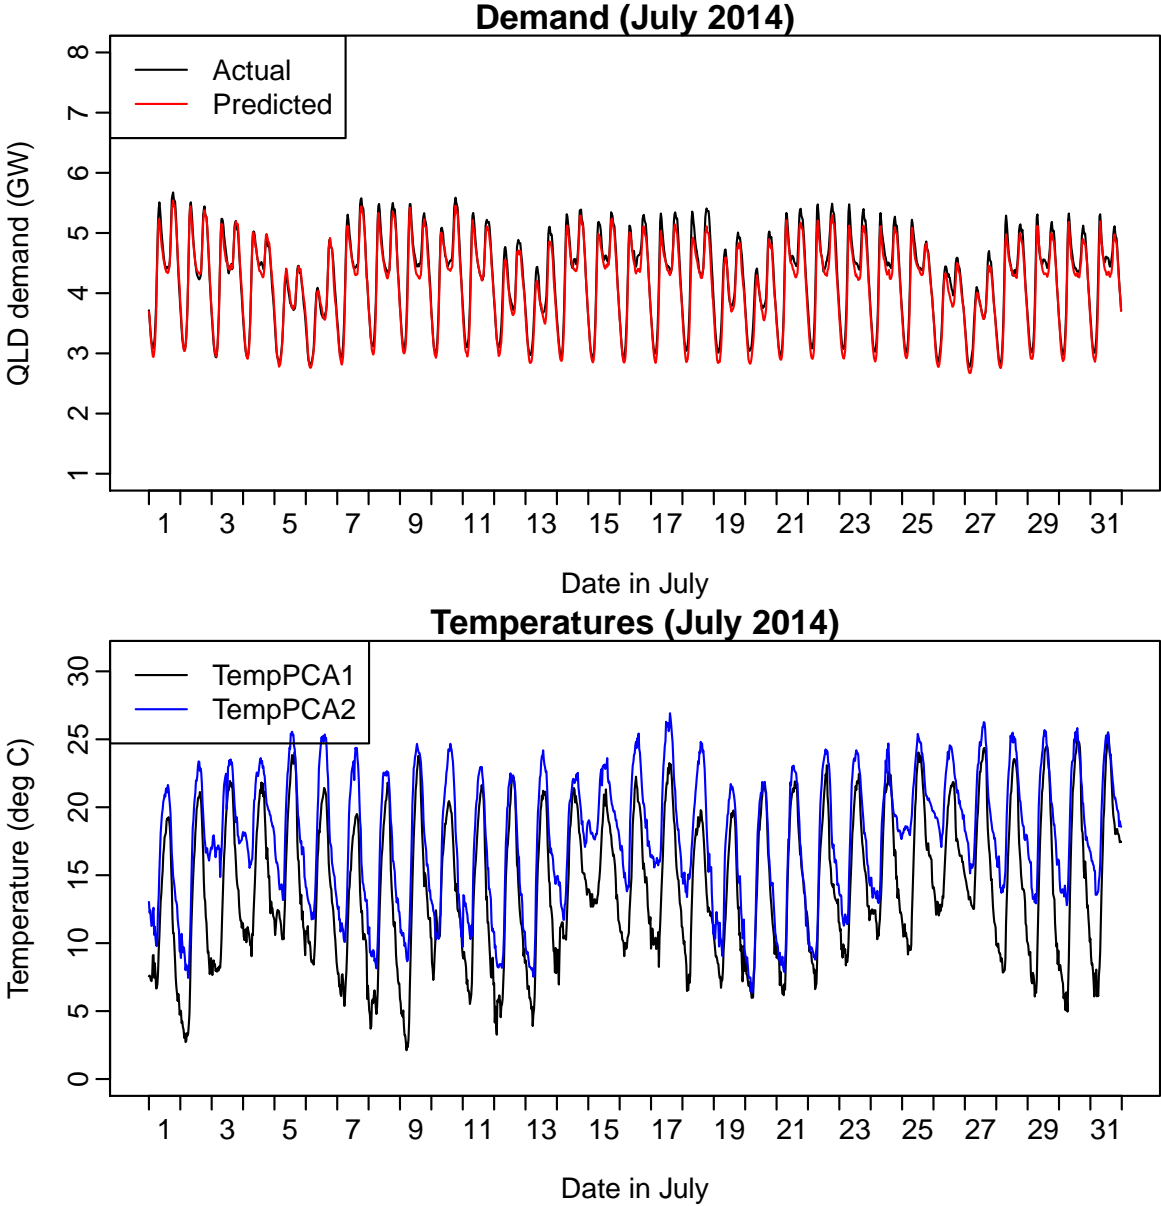 Demand (July 2014)
Actual
Predicted
QLD demand (GW)
8
7
6
5
4
3
2
1
1 3 5 7 9 11 13 15 17 19 21 23 25 27 29 31
Date in July
Temperatures (July 2014)
TempPCA1
TempPCA2
Temperature (deg C)
30
25
20
15
10
5
0
1 3 5 7 9 11 13 15 17 19 21 23 25 27 29 31
Date in July